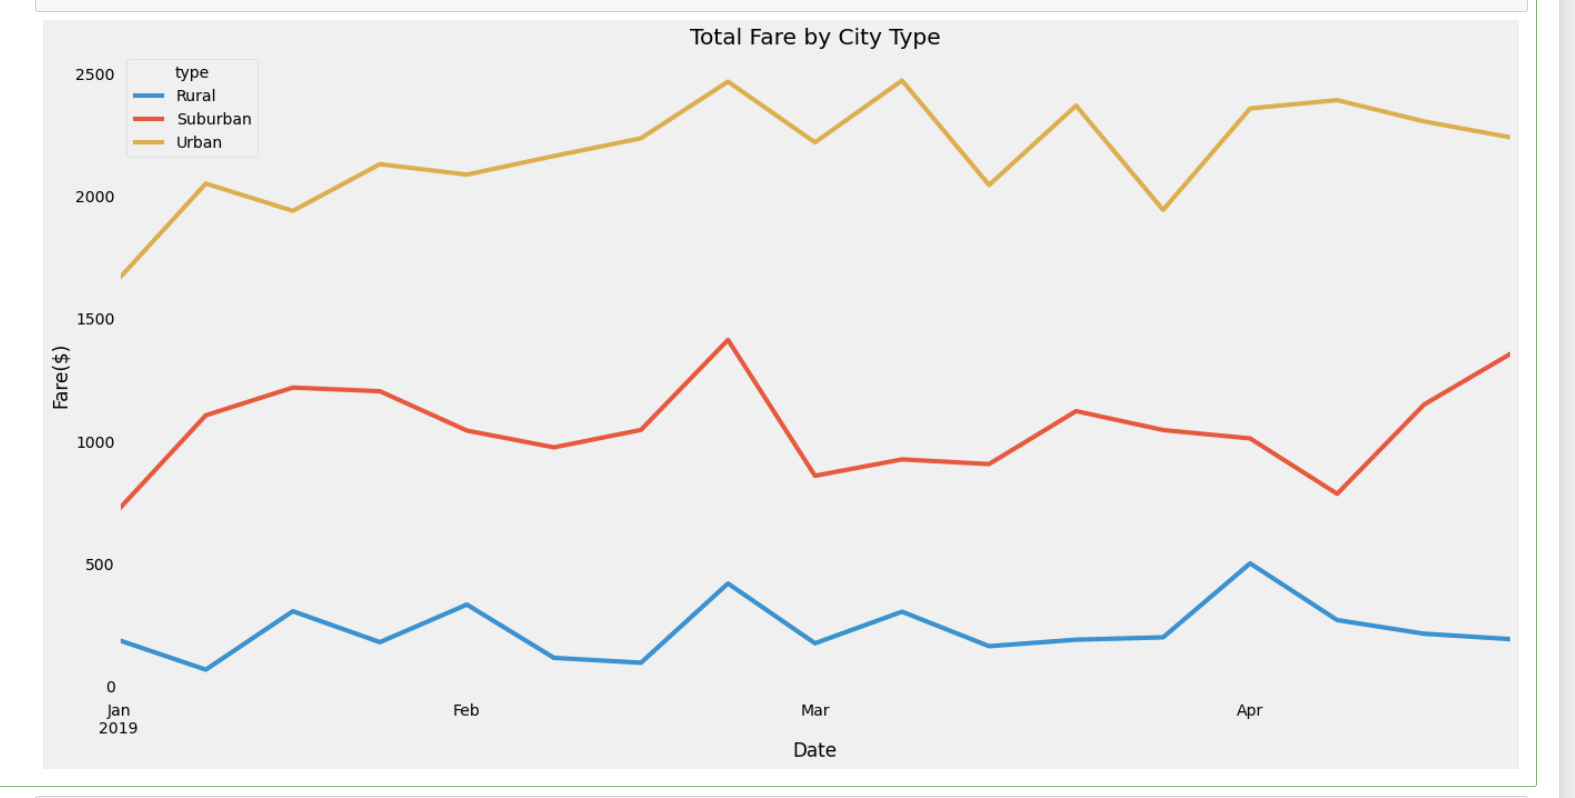 Total Fare by City Type
type
Rural
Suburban
Urban
2500
2000
1500
1000
500
0
Fare($)
Jan
2019
Feb
Mar
Apr
Date